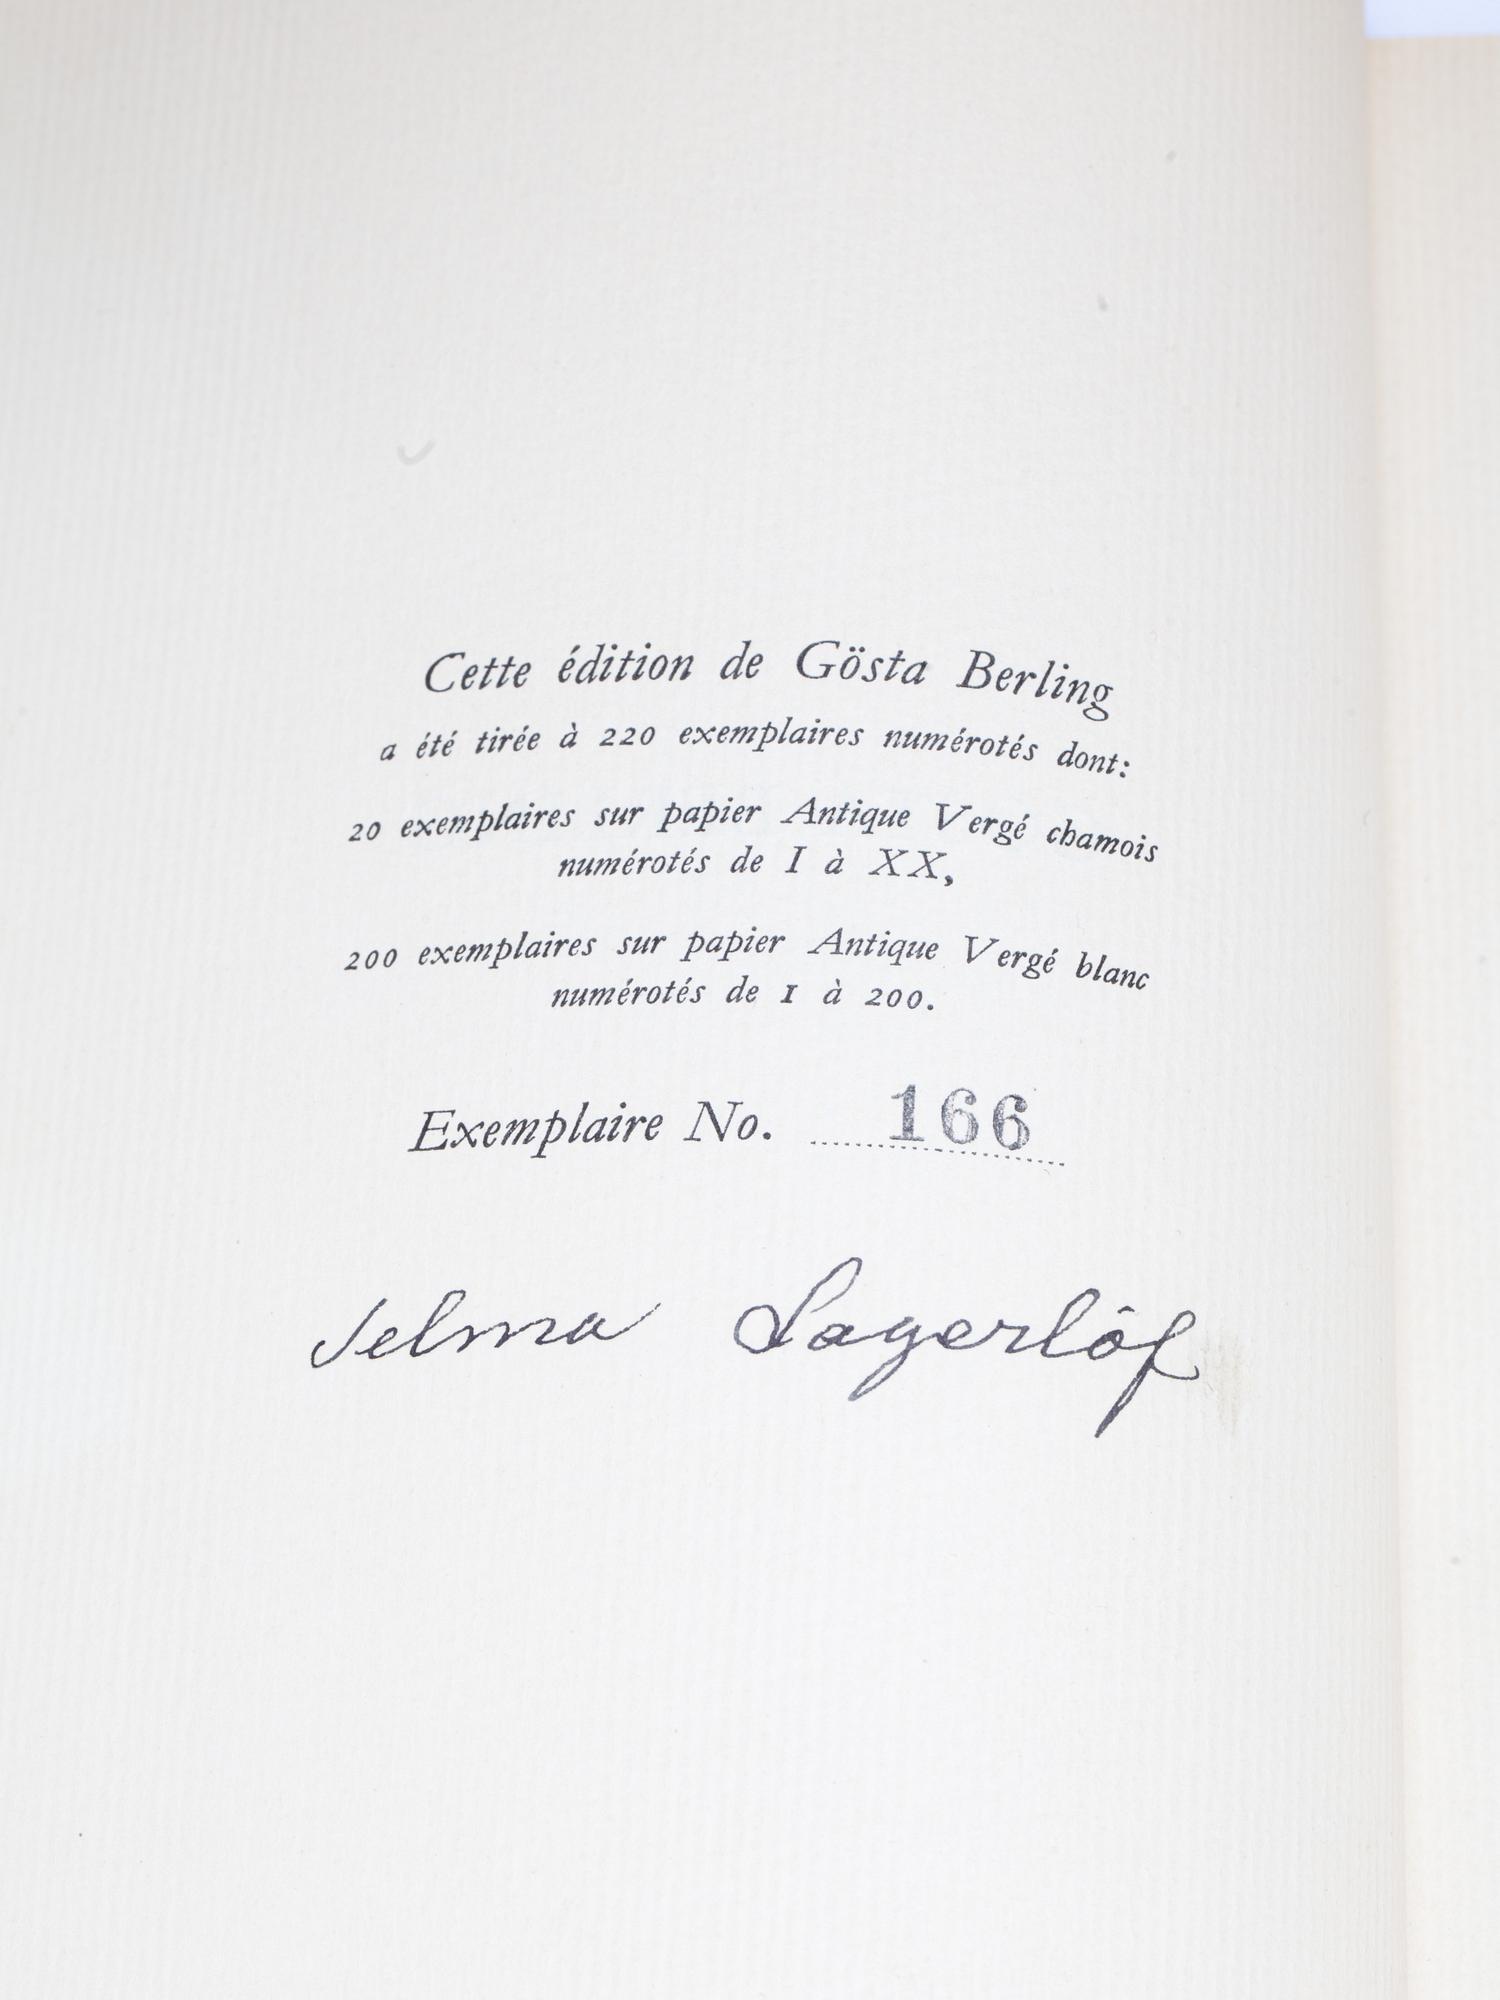 Cette édition de Gösta Berling
a été tirée à 220 exemplaires numérotés dont:
20 exemplaires sur papier Antique Vergé chamois
numérotés de I à XX,
200 exemplaires sur papier Antique Vergé blanc
numérotés de 1 à 200.
Exemplaire No. 166
Selma Lagerlöf